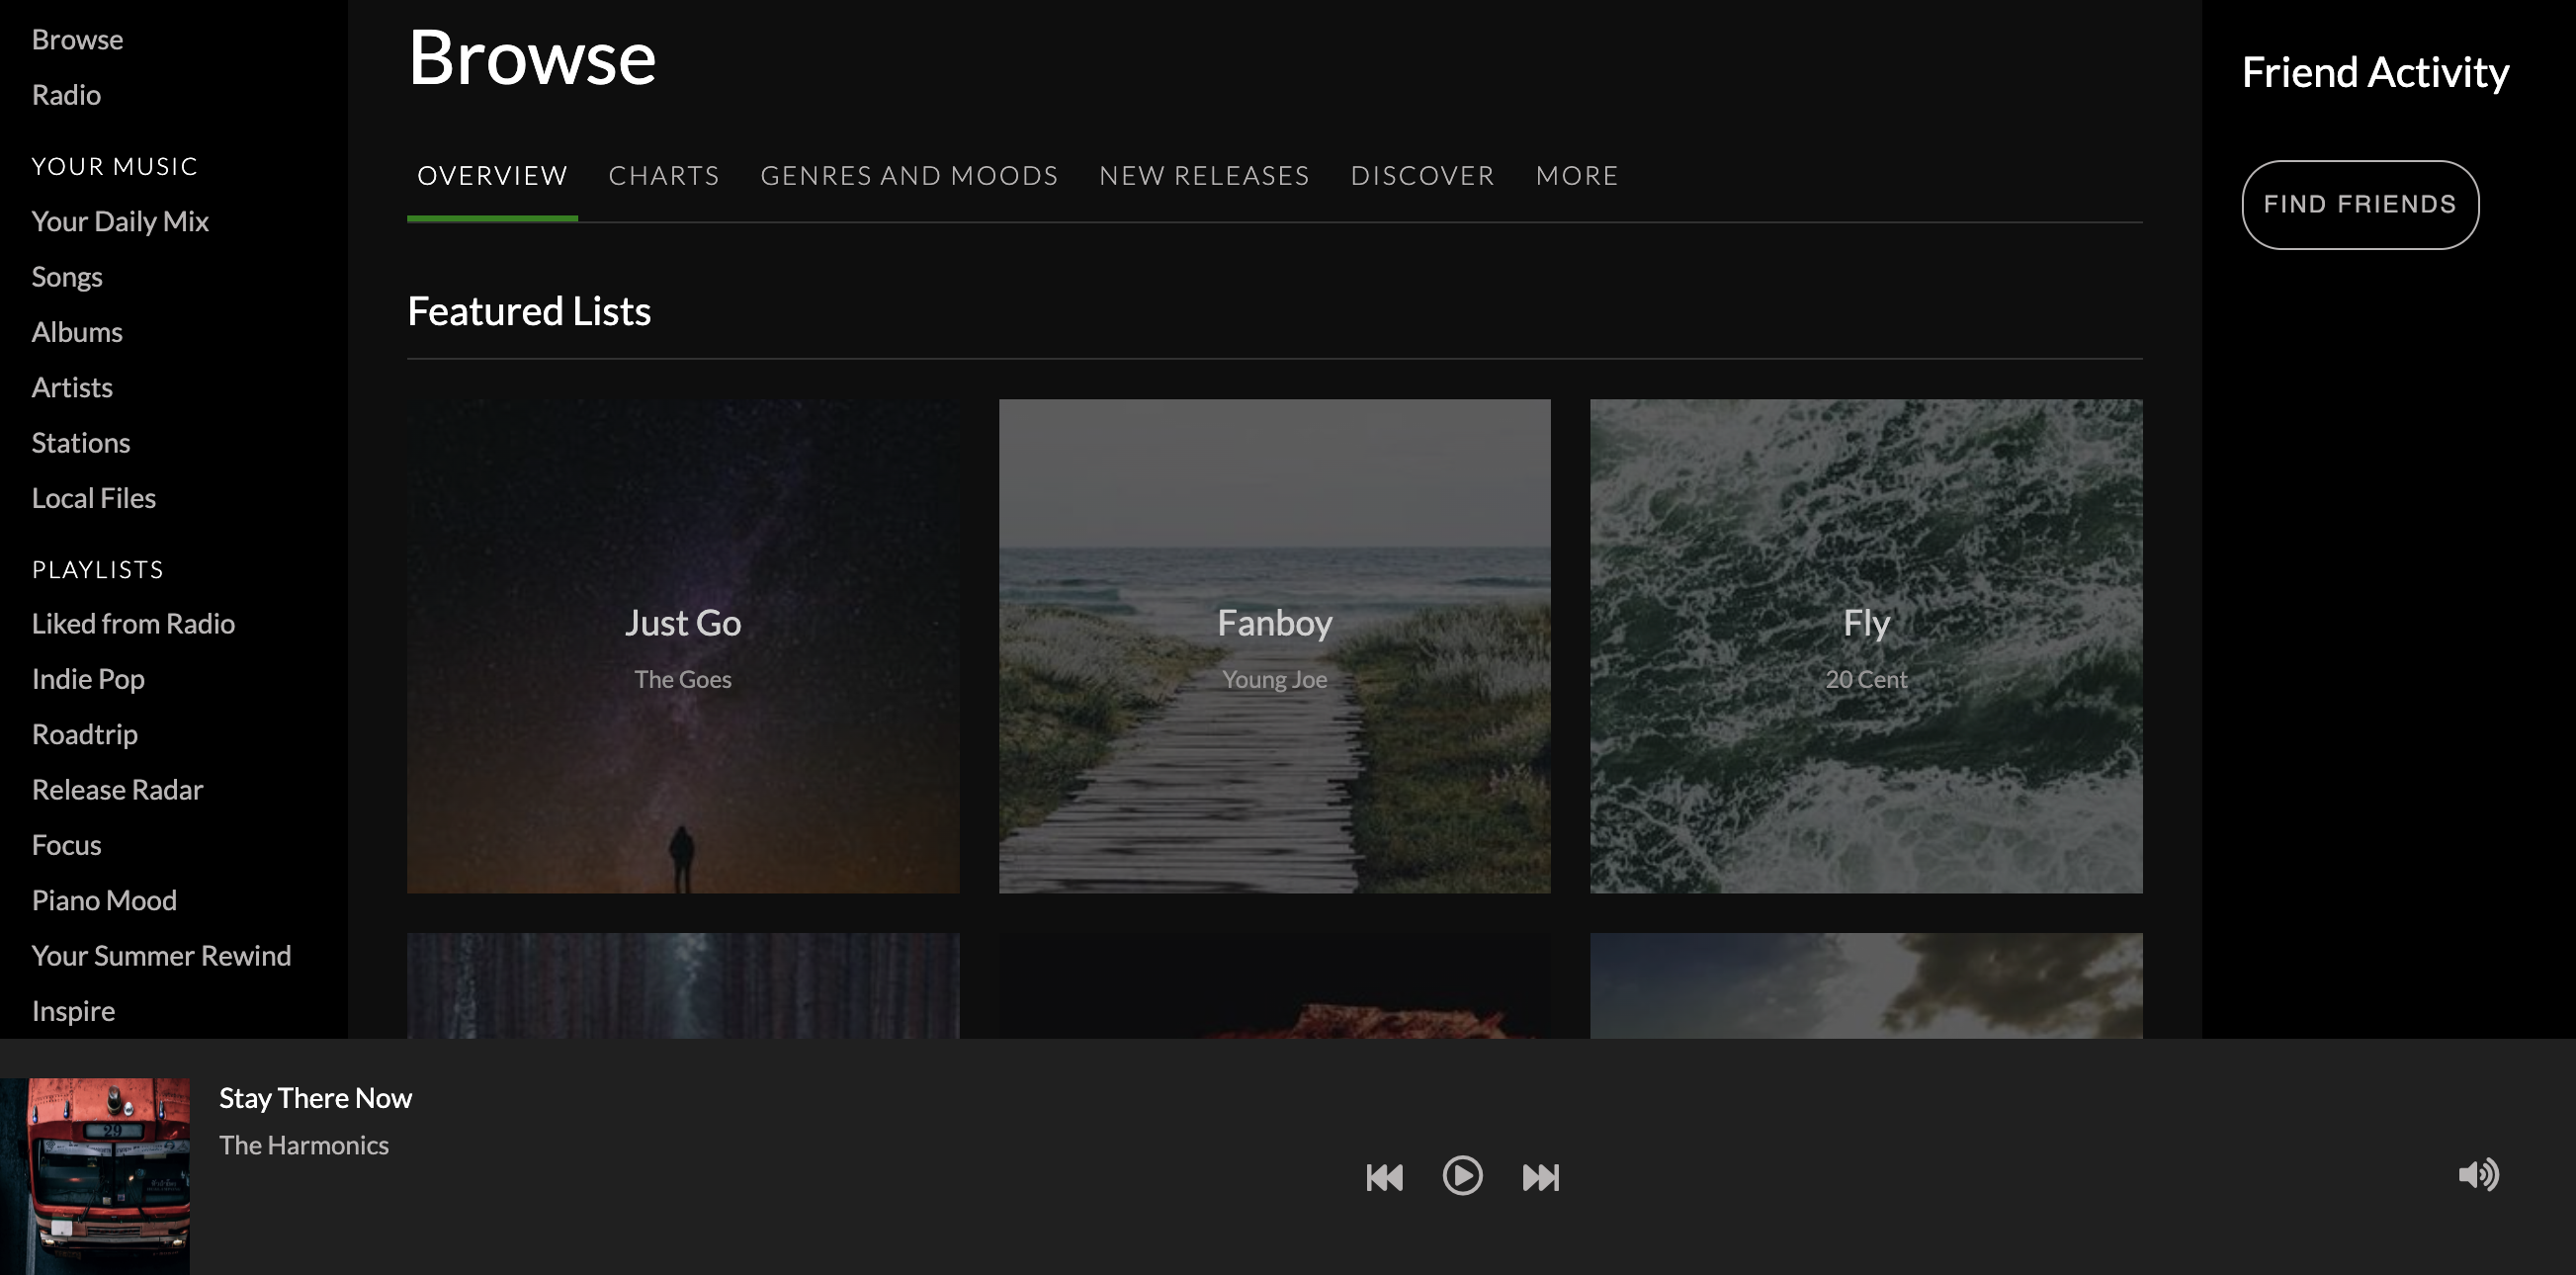 Browse
Radio
YOUR MUSIC
Your Daily Mix
Songs
Albums
Artists
Stations
Local Files
PLAYLISTS
Liked from Radio
Indie Pop
Roadtrip
Release Radar
Focus
Piano Mood
Your Summer Rewind
Inspire
Browse
OVERVIEW CHARTS GENRES AND MOODS NEW RELEASES DISCOVER MORE
Featured Lists
Just Go
The Goes
Fanboy
Young Joe
Fly
20 Cent
Friend Activity
FIND FRIENDS
29
Stay There Now
The Harmonics